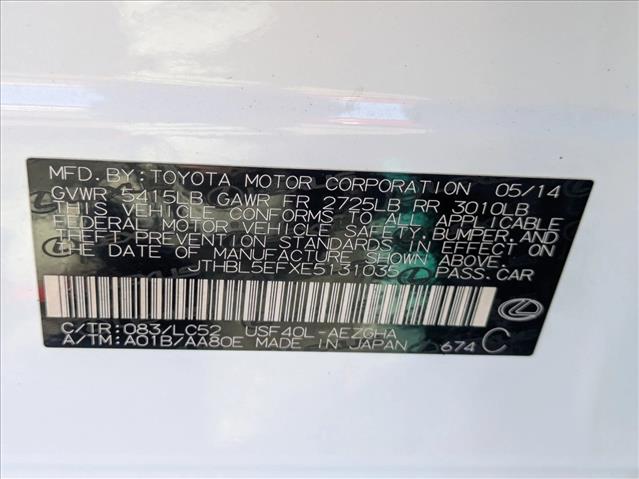 MFD. BY: TOYOTA MOTOR CORPORATION 05/14
GVWR 5415LB GAWR FR 2725LB RR 3010LB
THIS VEHICLE CONFORMS TO ALL APPLICABLE
FEDERAL MOTOR VEHICLE SAFETY, BUMPER, AND
THEFT PREVENTION STANDARDS IN EFFECT ON
THE DATE OF MANUFACTURE SHOWN ABOVE.
JTHBL5EFXE5131035 PASS. CAR
C/TR: 083/LC52 USF40L-AEZGHA
A/TM: A01B/AA80E MADE IN JAPAN 674 C